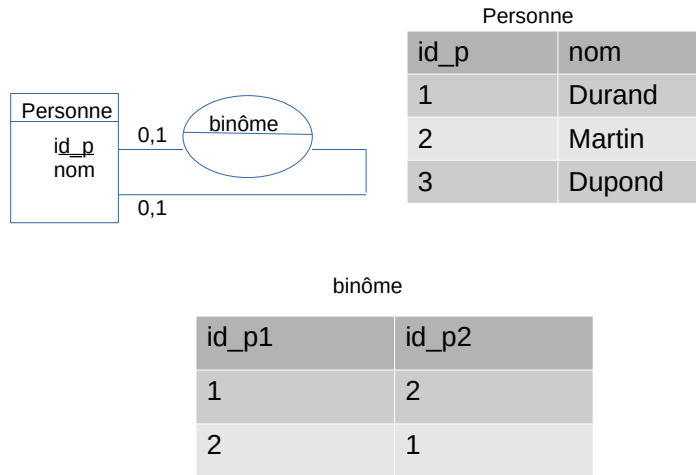 Personne
id_p nom
1 Durand
2 Martin
3 Dupond
Personne
id_p
nom
0,1
binôme
0,1
binôme
id_p1 id_p2
1 2
2 1